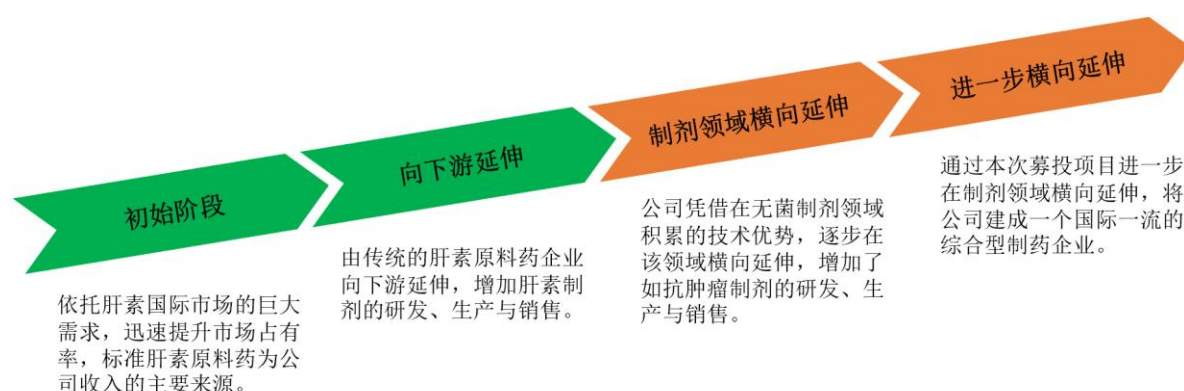 初始阶段
依托肝素国际市场的巨大
需求，迅速提升市场占有
率，标准肝素原料药为公
司收入的主要来源。
向下游延伸
由传统的肝素原料药企业
向下游延伸，增加肝素制
剂的研发、生产与销售。
制剂领域横向延伸
公司凭借在无菌制剂领域
积累的技术优势，逐步在
该领域横向延伸，增加了
如抗肿瘤制剂的研发、生
产与销售。
进一步横向延伸
通过本次募投项目进一步
在制剂领域横向延伸，将
公司建成一个国际一流的
综合型制药企业。